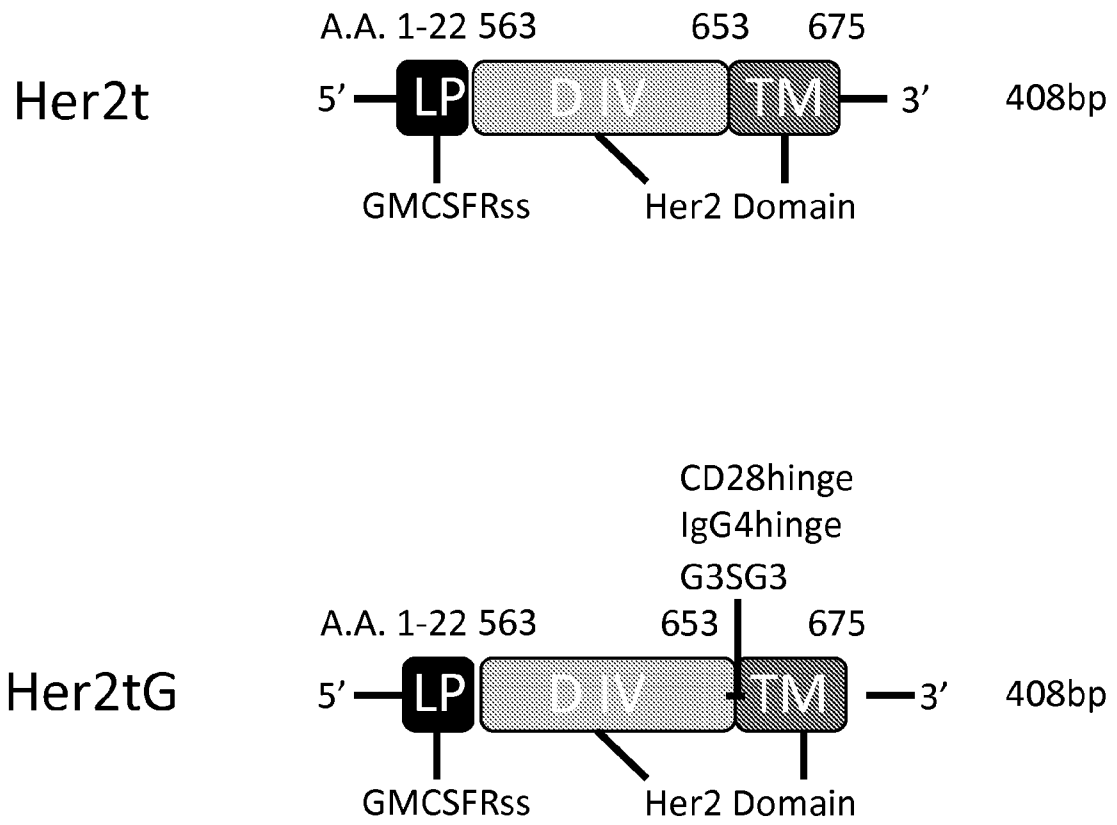 A.A. 1-22 563 653 675
Her2t 5’ LP D IV TM 3’ 408bp
GMCSFRss Her2 Domain
CD28hinge
IgG4hinge
G3SG3
A.A. 1-22 563 653 675
Her2tG 5’ LP D IV TM 3’ 408bp
GMCSFRss Her2 Domain